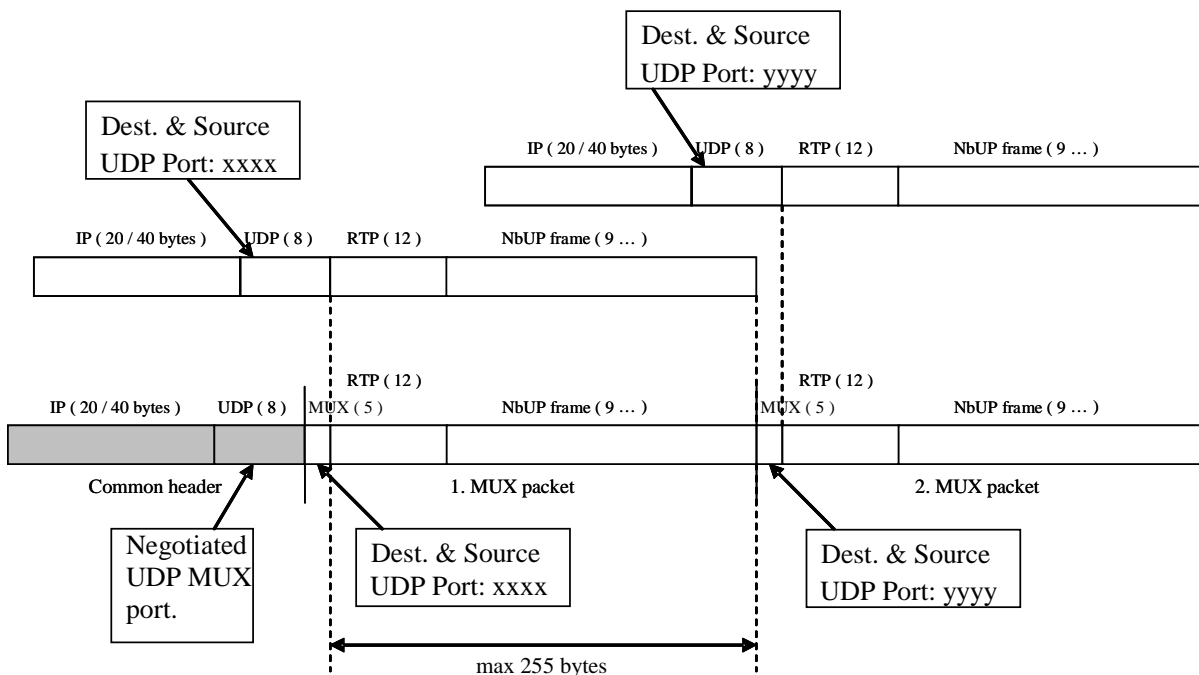 Dest. & Source
UDP Port: yyyy
Dest. & Source
UDP Port: xxxx
IP ( 20 / 40 bytes ) UDP ( 8 ) RTP ( 12 ) NbUP frame ( 9 ... )
IP ( 20 / 40 bytes ) UDP ( 8 ) RTP ( 12 ) NbUP frame ( 9 ... )
RTP ( 12 ) RTP ( 12 )
IP ( 20 / 40 bytes ) UDP ( 8 ) MUX ( 5 ) NbUP frame ( 9 ... ) MUX ( 5 ) NbUP frame ( 9 ... )
Common header 1. MUX packet 2. MUX packet
Negotiated
UDP MUX
port.
Dest. & Source
UDP Port: xxxx
Dest. & Source
UDP Port: yyyy
max 255 bytes